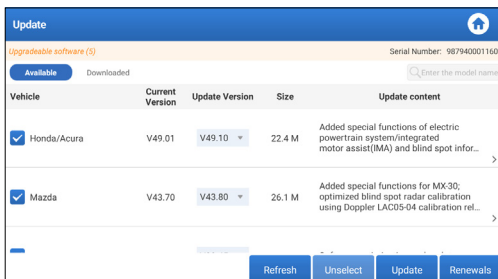 Update
Upgradeable software (5)
Serial Number: 987940001160
Available
Downloaded
Enter the model name
Vehicle
Current
Version
Update Version
Size
Update content
Honda/Acura
V49.01
V49.10
22.4 M
Added special functions of electric
powertrain system/integrated
motor assist(IMA) and blind spot infor...
Mazda
V43.70
V43.80
26.1 M
Added special functions for MX-30;
optimized blind spot radar calibration
using Doppler LAC05-04 calibration rel...
Refresh
Unselect
Update
Renewals